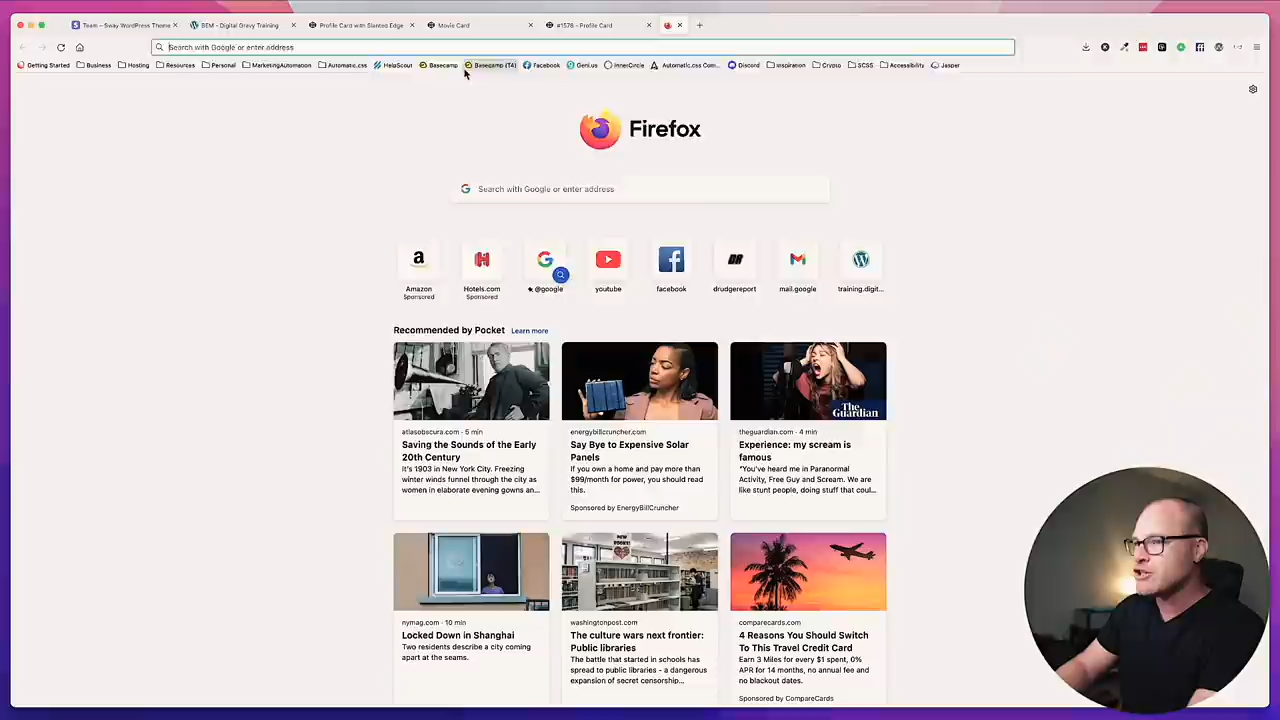 Team – Sway WordPress Theme
BEM - Digital Gravy Training
Profile Card with Slanted Edge
Movie Card
#1576 - Profile Card
Search with Google or enter address
Getting Started
Business
Hosting
Resources
Personal
MarketingAutomation
Automatic.css
HelpScout
Basecamp
Basecamp (T4)
Facebook
Geni.us
InnerCircle
Automatic.css Com...
Discord
Inspiration
Crypto
SCSS
Accessibility
Jasper
Firefox
Search with Google or enter address
Amazon
Sponsored
Hotels.com
Sponsored
@google
youtube
facebook
DR
drudgereport
mail.google
training.digit...
Recommended by Pocket
Learn more
atlasobscura.com · 5 min
Saving the Sounds of the Early
20th Century
It's 1903 in New York City. Freezing
winter winds funnel through the city as
women in elaborate evening gowns an...
energybillcruncher.com
Say Bye to Expensive Solar
Panels
If you own a home and pay more than
$99/month for power, you should read
this.
Sponsored by EnergyBillCruncher
The
Guardian
theguardian.com · 4 min
Experience: my scream is
famous
"You've heard me in Paranormal
Activity, Free Guy and Scream. We are
like stunt people, doing stuff that coul...
nymag.com · 10 min
Locked Down in Shanghai
Two residents describe a city coming
apart at the seams.
NEW
BOOKS!
washingtonpost.com
The culture wars next frontier:
Public libraries
The battle that started in schools has
spread to public libraries - a dangerous
expansion of secret censorship...
comparecards.com
4 Reasons You Should Switch
To This Travel Credit Card
Earn 3 Miles for every $1 spent, 0%
APR for 14 months, no annual fee and
no blackout dates.
Sponsored by CompareCards